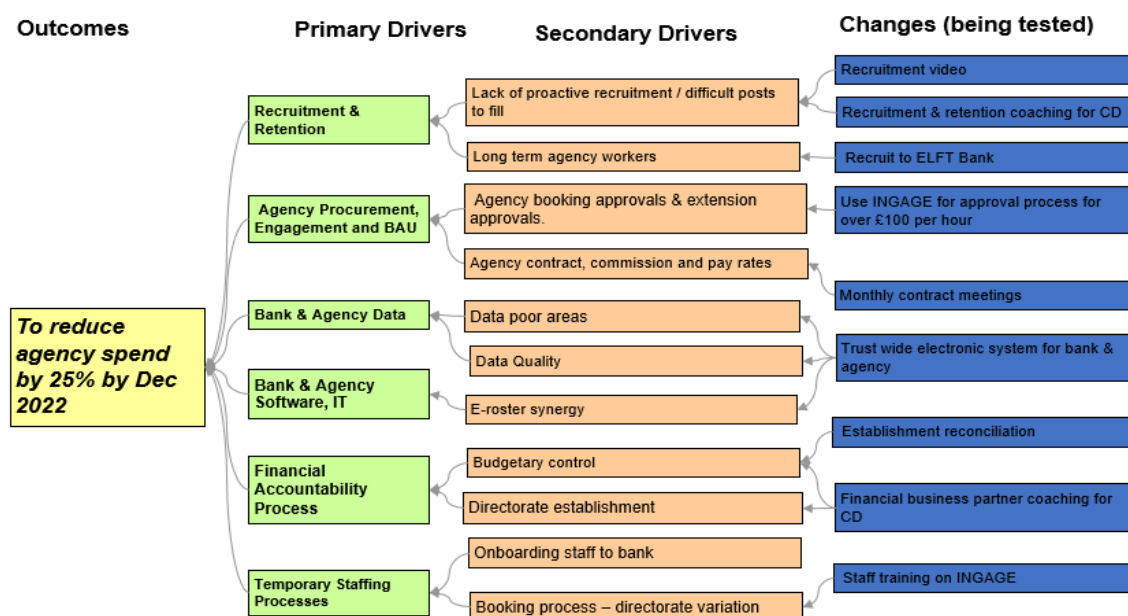 Outcomes
Primary Drivers
Secondary Drivers
Changes (being tested)
To reduce
agency spend
by 25% by Dec
2022
Recruitment &
Retention
Agency Procurement,
Engagement and BAU
Bank & Agency Data
Bank & Agency
Software, IT
Financial
Accountability
Process
Temporary Staffing
Processes
Lack of proactive recruitment / difficult posts
to fill
Long term agency workers
Agency booking approvals & extension
approvals.
Agency contract, commission and pay rates
Data poor areas
Data Quality
E-roster synergy
Budgetary control
Directorate establishment
Onboarding staff to bank
Booking process – directorate variation
Recruitment video
Recruitment & retention coaching for CD
Recruit to ELFT Bank
Use INGAGE for approval process for
over £100 per hour
Monthly contract meetings
Trust wide electronic system for bank &
agency
Establishment reconciliation
Financial business partner coaching for
CD
Staff training on INGAGE